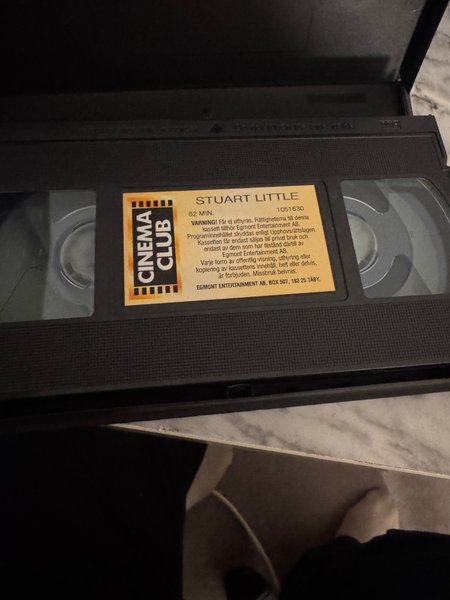 STUART LITTLE
82 MIN. 1051630
VARNING! Får ej uthyras. Rättigheterna till denna
kassett tillhör Egmont Entertainment AB.
Programinnehållet skyddas enligt Upphovsrättslagen.
Kassetten får endast säljas till privat bruk och
endast av dem som har tillstånd därtill av
Egmont Entertainment AB.
Varje form av offentlig visning, uthyrning eller
kopiering av kassettens innehåll, helt eller delvis,
är förbjuden. Missbruk beivras.
EGMONT ENTERTAINMENT AB, BOX 507, 183 25 TÄBY.
CINEMA
CLUB